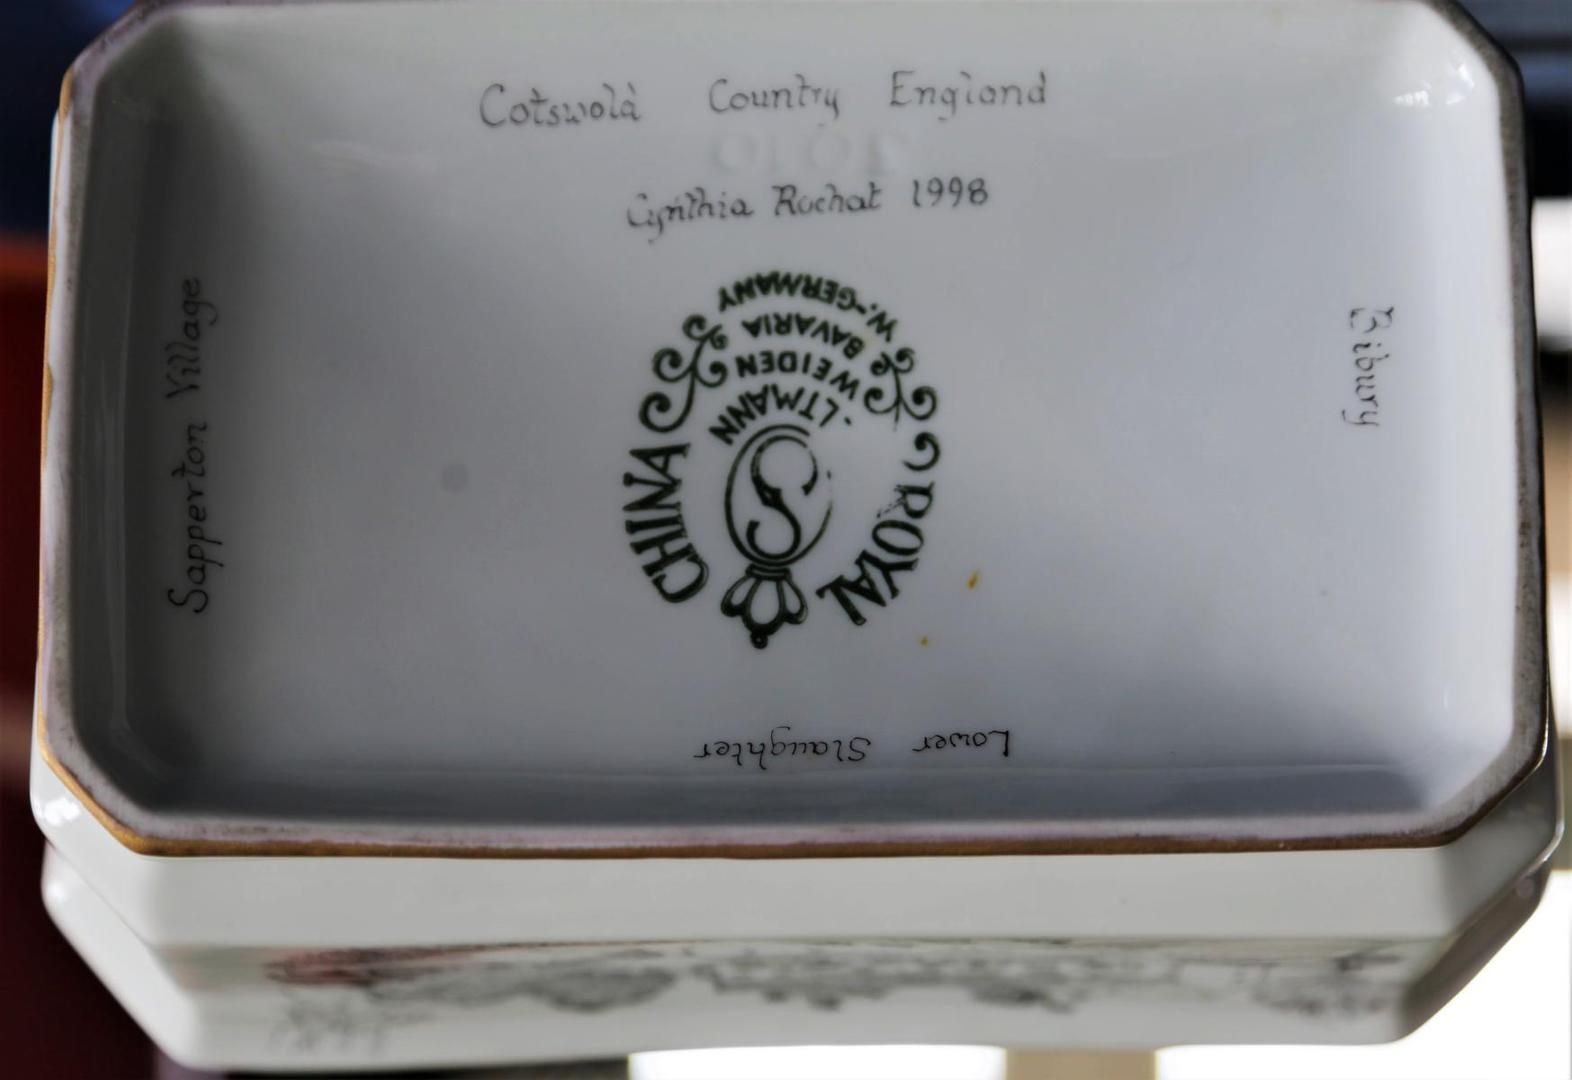 Cotswold Country England
Cynthia Rochat 1998
Sapperton Village
Bibury
Lower Slaughter
ROYAL CHINA
LTMANN
WEIDEN
BAVARIA
W.-GERMANY